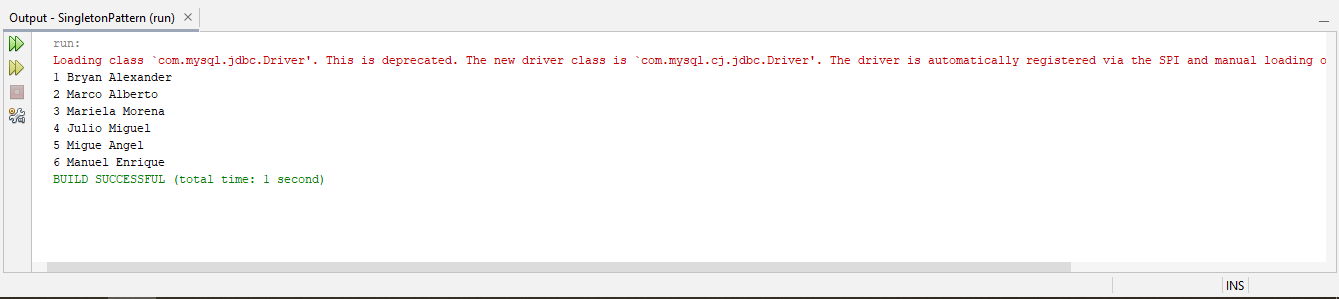 Output - SingletonPattern (run)
run:
Loading class `com.mysql.jdbc.Driver'. This is deprecated. The new driver class is `com.mysql.cj.jdbc.Driver'. The driver is automatically registered via the SPI and manual loading o
1 Bryan Alexander
2 Marco Alberto
3 Mariela Morena
4 Julio Miguel
5 Migue Angel
6 Manuel Enrique
BUILD SUCCESSFUL (total time: 1 second)
INS